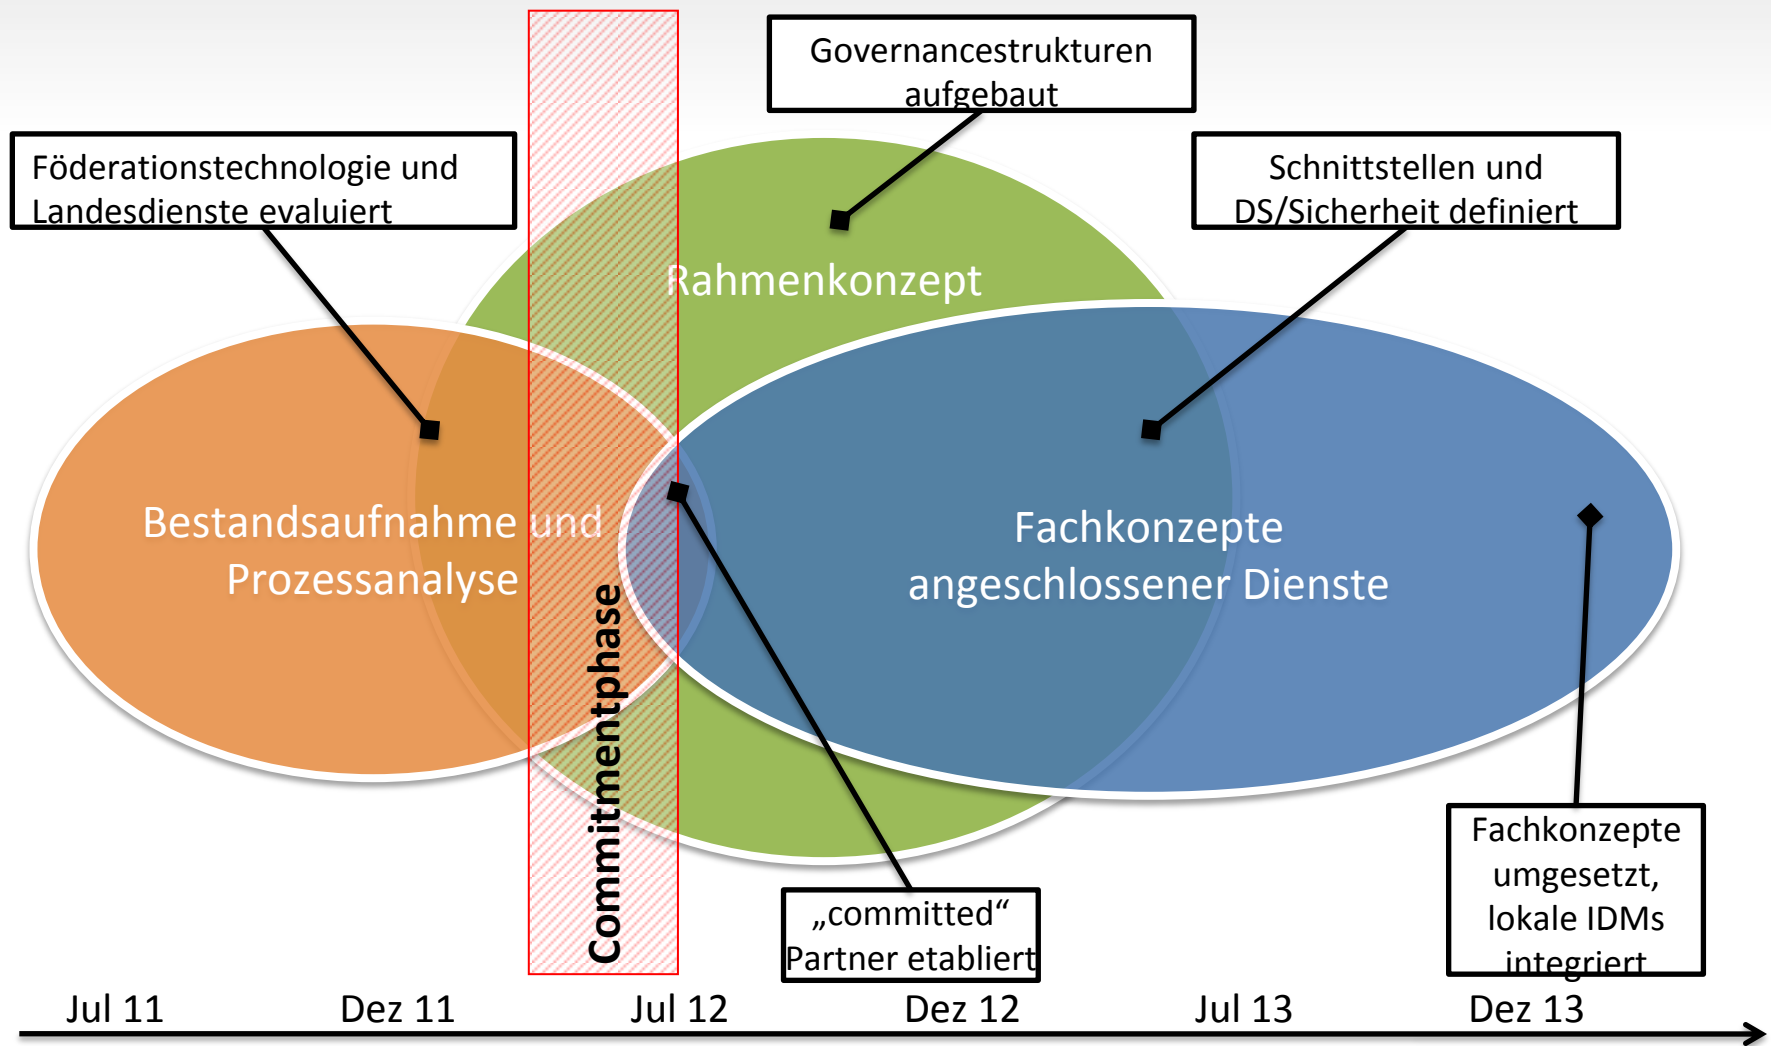 Governancestrukturen
aufgebaut
Föderationstechnologie und
Landesdienste evaluiert
Schnittstellen und
DS/Sicherheit definiert
Rahmenkonzept
Bestandsaufnahme und
Prozessanalyse
Fachkonzepte
angeschlossener Dienste
Commitmentphase
„committed“
Partner etabliert
Fachkonzepte
umgesetzt,
lokale IDMs
integriert
Jul 11 Dez 11 Jul 12 Dez 12 Jul 13 Dez 13